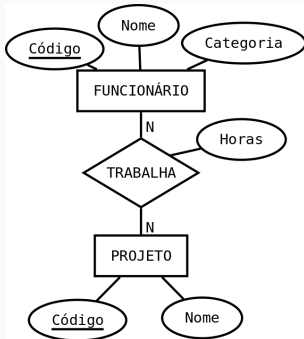 Nome
Código
Categoria
FUNCIONÁRIO
N
Horas
TRABALHA
N
PROJETO
Código
Nome